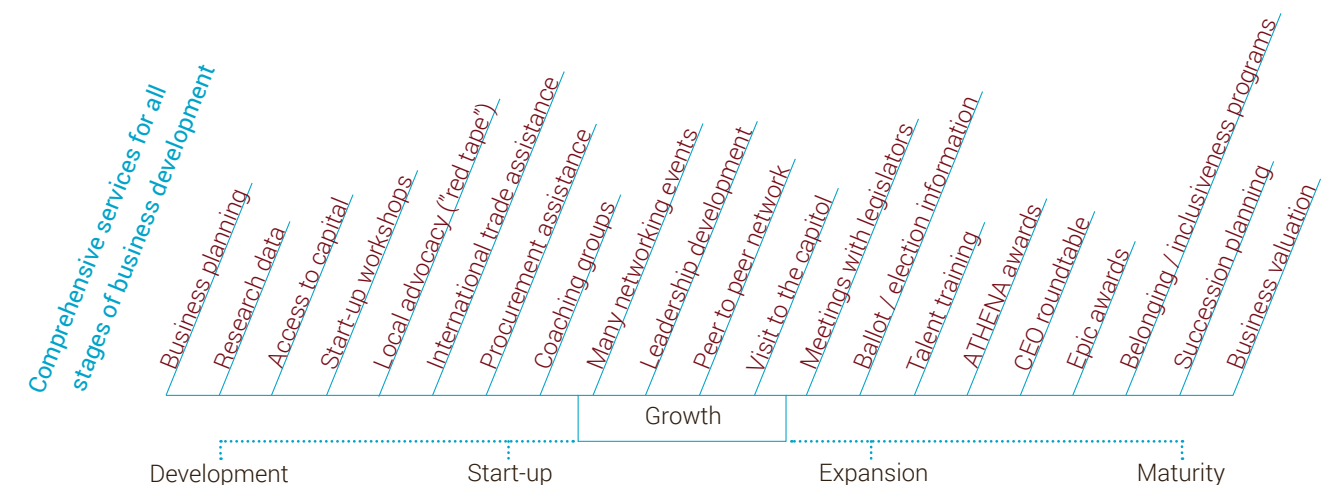 Comprehensive services for all
stages of business development
Business planning
Research data
Access to capital
Start-up workshops
Local advocacy ("red tape")
International trade assistance
Procurement assistance
Coaching groups
Many networking events
Leadership development
Peer to peer network
Visit to the capitol
Meetings with legislators
Ballot / election information
Talent training
ATHENA awards
CEO roundtable
Epic awards
Belonging / inclusiveness programs
Succession planning
Business valuation
Growth
Development
Start-up
Expansion
Maturity